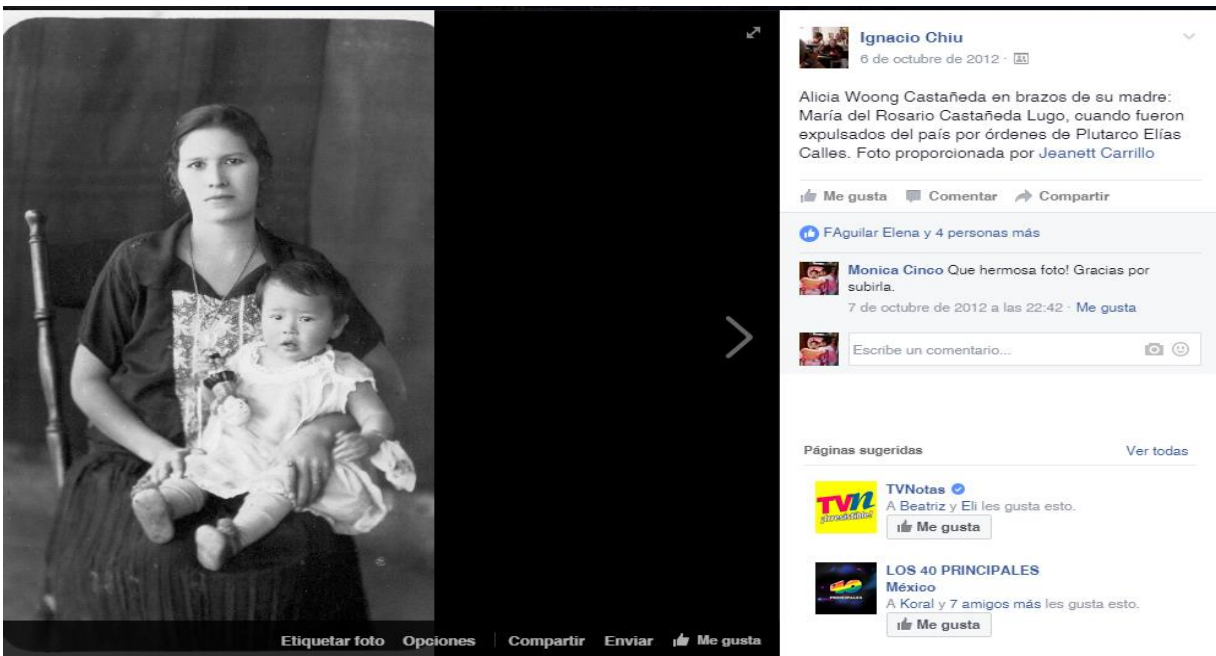 Ignacio Chiu
6 de octubre de 2012 ·
Alicia Woong Castañeda en brazos de su madre:
María del Rosario Castañeda Lugo, cuando fueron
expulsados del país por órdenes de Plutarco Elías
Calles. Foto proporcionada por Jeanett Carrillo
Me gusta Comentar Compartir
FAguilar Elena y 4 personas más
Monica Cinco Que hermosa foto! Gracias por
subirla.
7 de octubre de 2012 a las 22:42 · Me gusta
Escribe un comentario...
Páginas sugeridas Ver todas
TVN
TVNotas
A Beatriz y Eli les gusta esto.
Me gusta
40
PRINCIPALES
LOS 40 PRINCIPALES
México
A Koral y 7 amigos más les gusta esto.
Me gusta
Etiquetar foto Opciones Compartir Enviar Me gusta